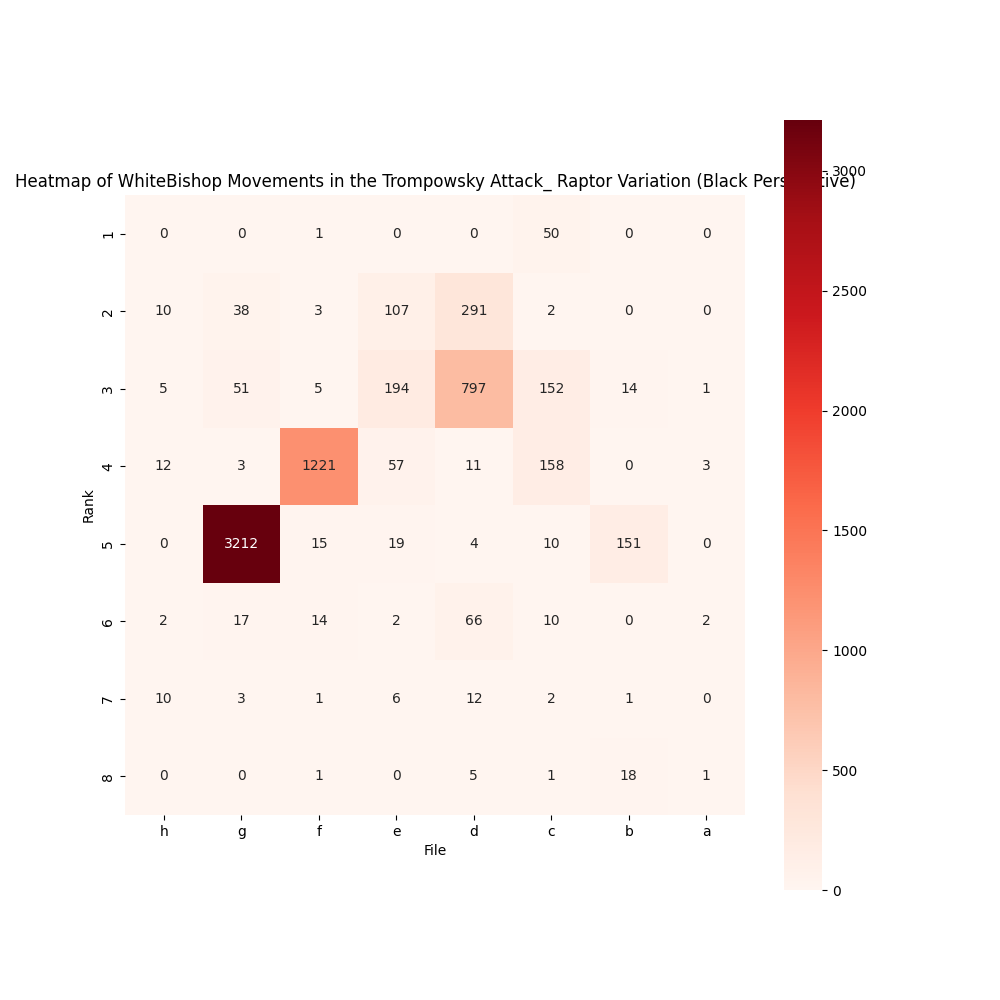 Heatmap of WhiteBishop Movements in the Trompowsky Attack_ Raptor Variation (Black Pers tive)
3000
1 0 0 1 0 0 50 0 0
2500
2 10 38 3 107 291 2 0 0
3 5 51 5 194 797 152 14 1
2000
4 12 3 1221 57 11 158 0 3
Rank
1500
5 0 3212 15 19 4 10 151 0
6 2 17 14 2 66 10 0 2
1000
7 10 3 1 6 12 2 1 0
500
8 0 0 1 0 5 1 18 1
h g f e d c b a
File
0